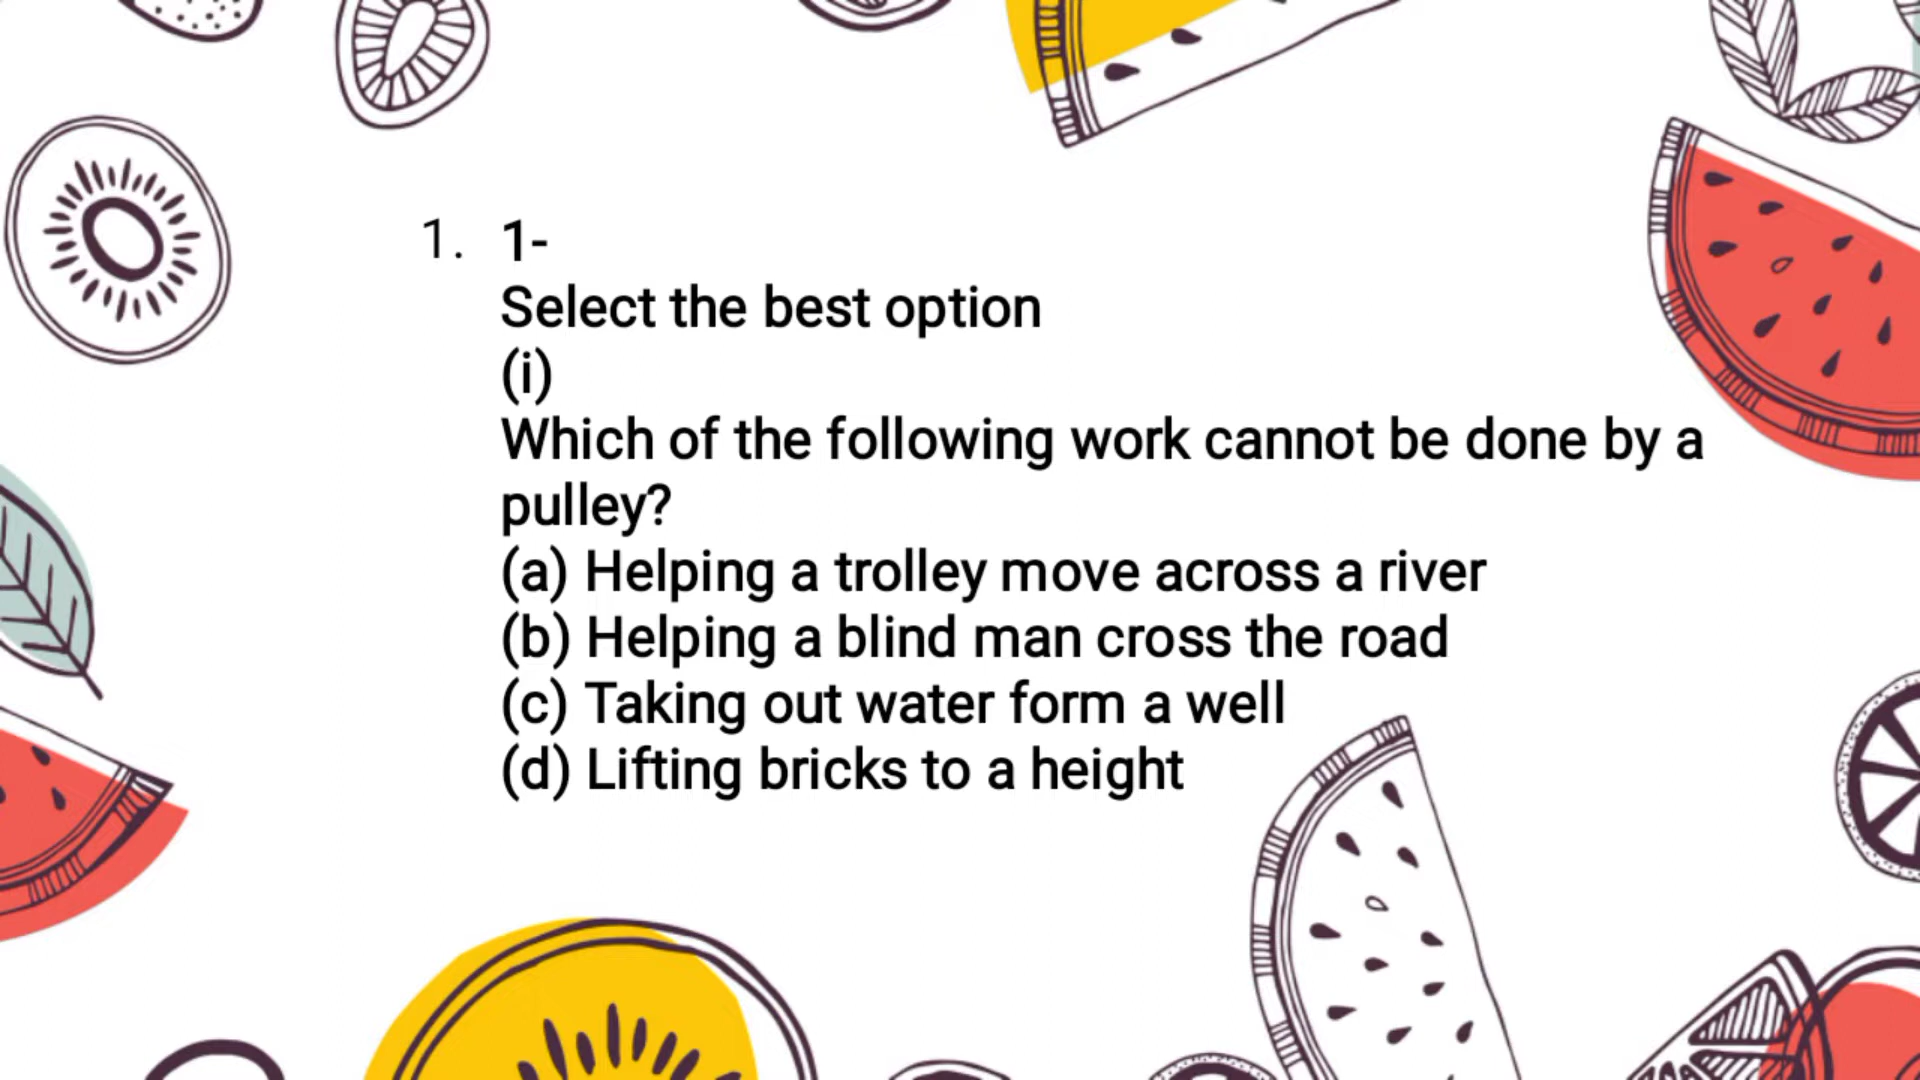 1. 1-
Select the best option
(i)
Which of the following work cannot be done by a
pulley?
(a) Helping a trolley move across a river
(b) Helping a blind man cross the road
(c) Taking out water form a well
(d) Lifting bricks to a height